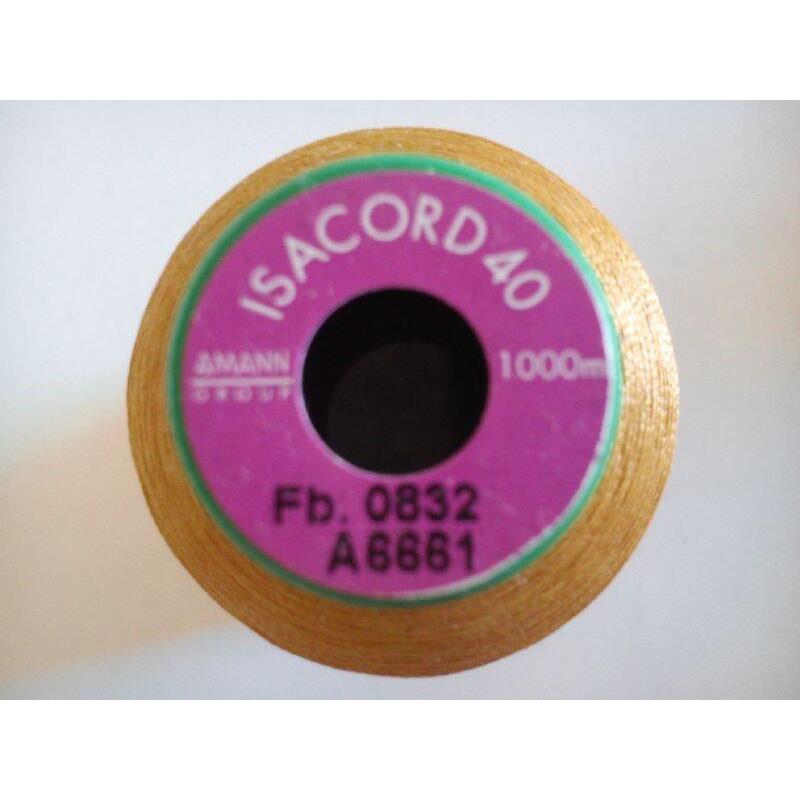 ISACORD 40
AMANN
GROUP
1000m
Fb. 0832
A6661